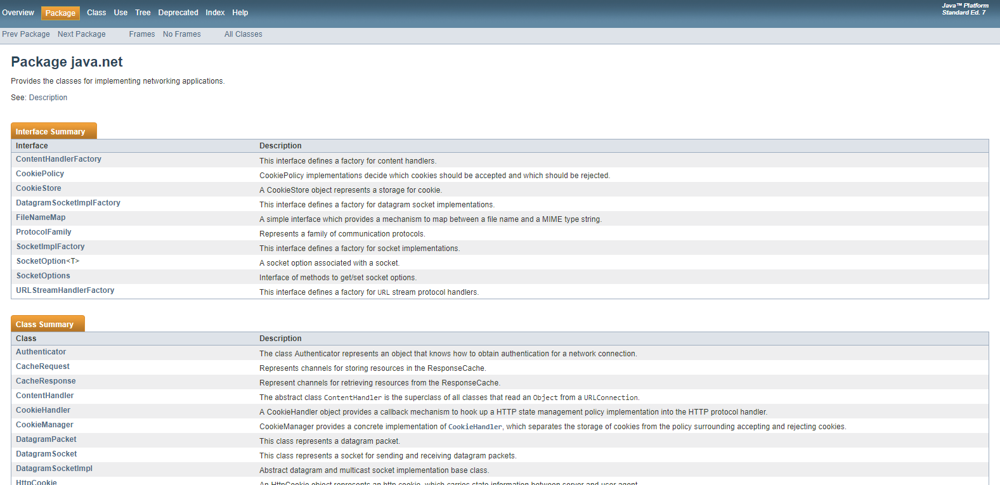 Overview Package Class Use Tree Deprecated Index Help
Java™ Platform
Standard Ed. 7
Prev Package Next Package Frames No Frames All Classes
Package java.net
Provides the classes for implementing networking applications.
See: Description
Interface Summary
Interface Description
ContentHandlerFactory This interface defines a factory for content handlers.
CookiePolicy CookiePolicy implementations decide which cookies should be accepted and which should be rejected.
CookieStore A CookieStore object represents a storage for cookie.
DatagramSocketImplFactory This interface defines a factory for datagram socket implementations.
FileNameMap A simple interface which provides a mechanism to map between a file name and a MIME type string.
ProtocolFamily Represents a family of communication protocols.
SocketImplFactory This interface defines a factory for socket implementations.
SocketOption<T> A socket option associated with a socket.
SocketOptions Interface of methods to get/set socket options.
URLStreamHandlerFactory This interface defines a factory for URL stream protocol handlers.
Class Summary
Class Description
Authenticator The class Authenticator represents an object that knows how to obtain authentication for a network connection.
CacheRequest Represents channels for storing resources in the ResponseCache.
CacheResponse Represent channels for retrieving resources from the ResponseCache.
ContentHandler The abstract class ContentHandler is the superclass of all classes that read an Object from a URLConnection.
CookieHandler A CookieHandler object provides a callback mechanism to hook up a HTTP state management policy implementation into the HTTP protocol handler.
CookieManager CookieManager provides a concrete implementation of CookieHandler, which separates the storage of cookies from the policy surrounding accepting and rejecting cookies.
DatagramPacket This class represents a datagram packet.
DatagramSocket This class represents a socket for sending and receiving datagram packets.
DatagramSocketImpl Abstract datagram and multicast socket implementation base class.
HttpCookie An HttpCookie object represents an http cookie, which carries state information between server and user agent.